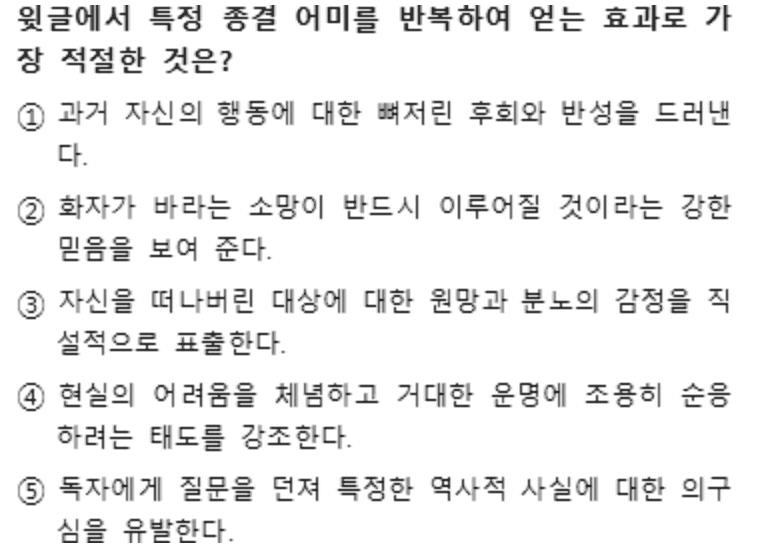 윗글에서 특정 종결 어미를 반복하여 얻는 효과로 가
장 적절한 것은?
① 과거 자신의 행동에 대한 뼈저린 후회와 반성을 드러낸
다.
② 화자가 바라는 소망이 반드시 이루어질 것이라는 강한
믿음을 보여 준다.
③ 자신을 떠나버린 대상에 대한 원망과 분노의 감정을 직
설적으로 표출한다.
④ 현실의 어려움을 체념하고 거대한 운명에 조용히 순응
하려는 태도를 강조한다.
⑤ 독자에게 질문을 던져 특정한 역사적 사실에 대한 의구
심을 유발한다.